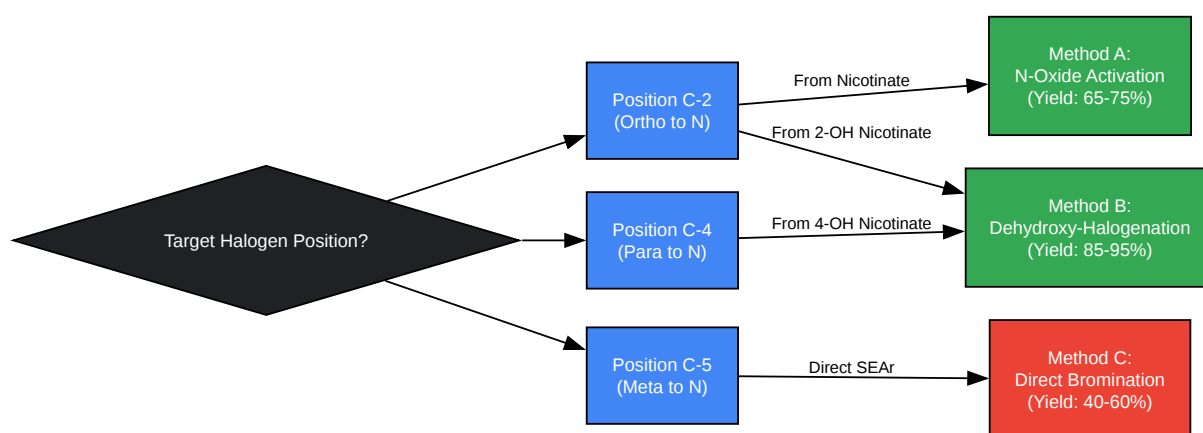 Target Halogen Position?
Position C-2
(Ortho to N)
From Nicotinate
Method A:
N-Oxide Activation
(Yield: 65-75%)
From 2-OH Nicotinate
Position C-4
(Para to N)
From 4-OH Nicotinate
Method B:
Dehydroxy-Halogenation
(Yield: 85-95%)
Position C-5
(Meta to N)
Direct SEAr
Method C:
Direct Bromination
(Yield: 40-60%)